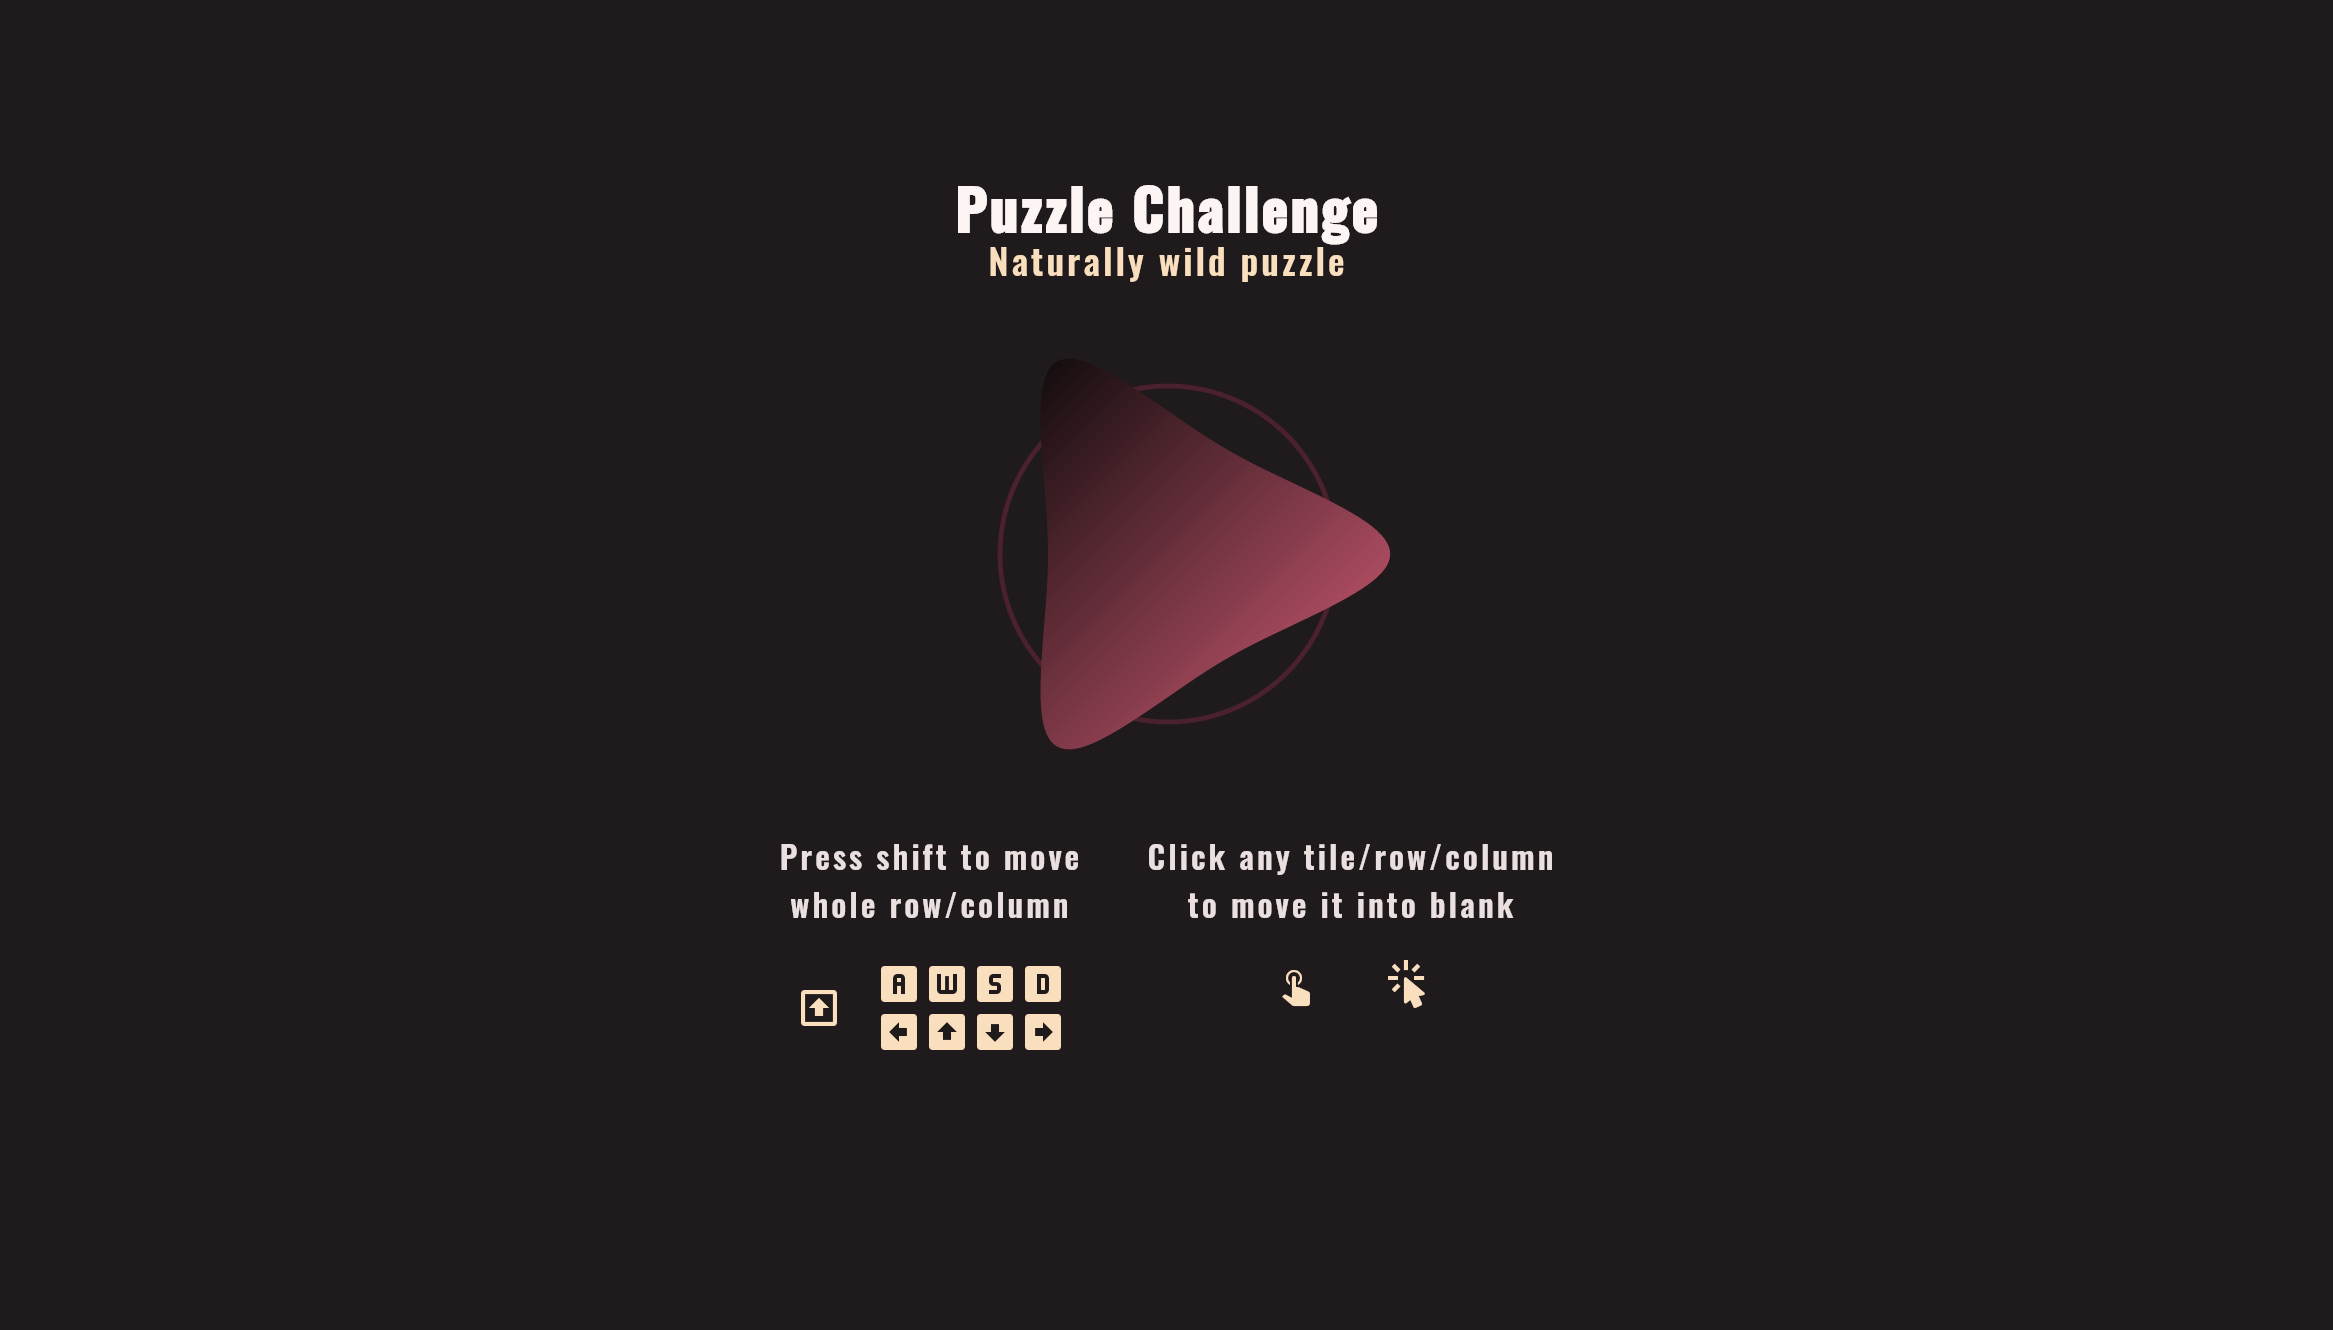 Puzzle Challenge
Naturally wild puzzle
Press shift to move
whole row/column
Click any tile/row/column
to move it into blank
A W S D